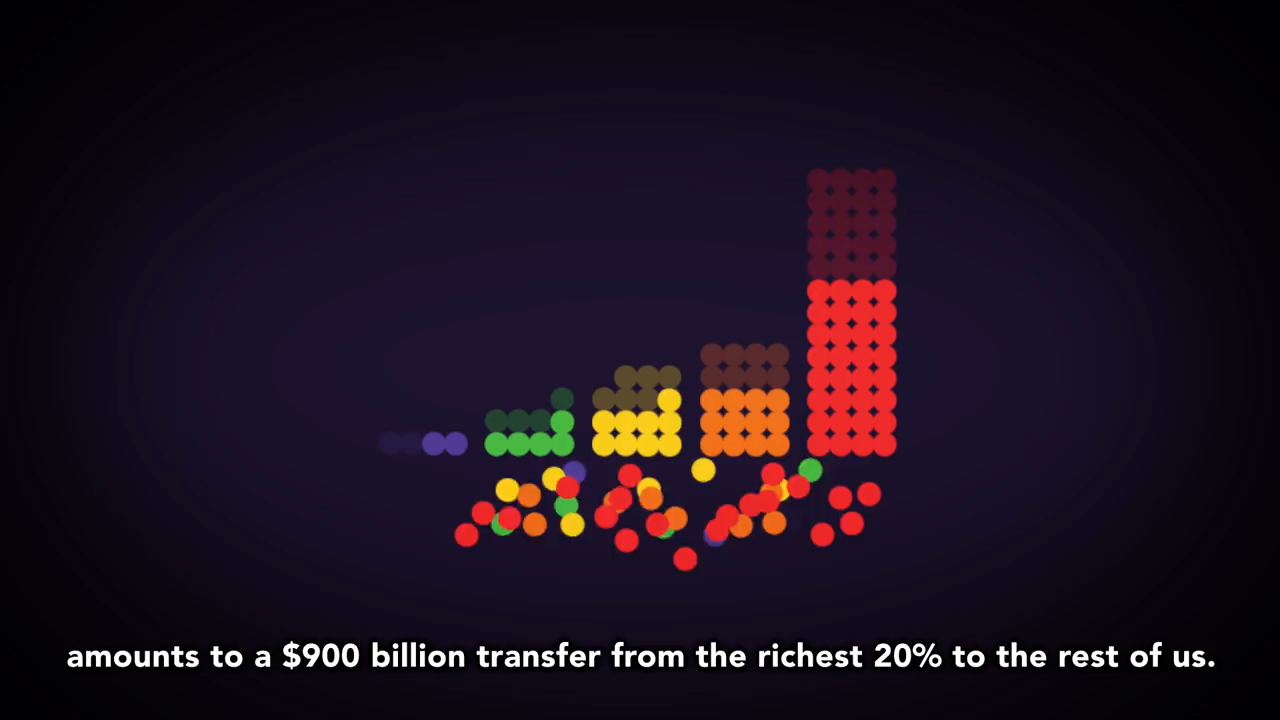 amounts to a $900 billion transfer from the richest 20% to the rest of us.